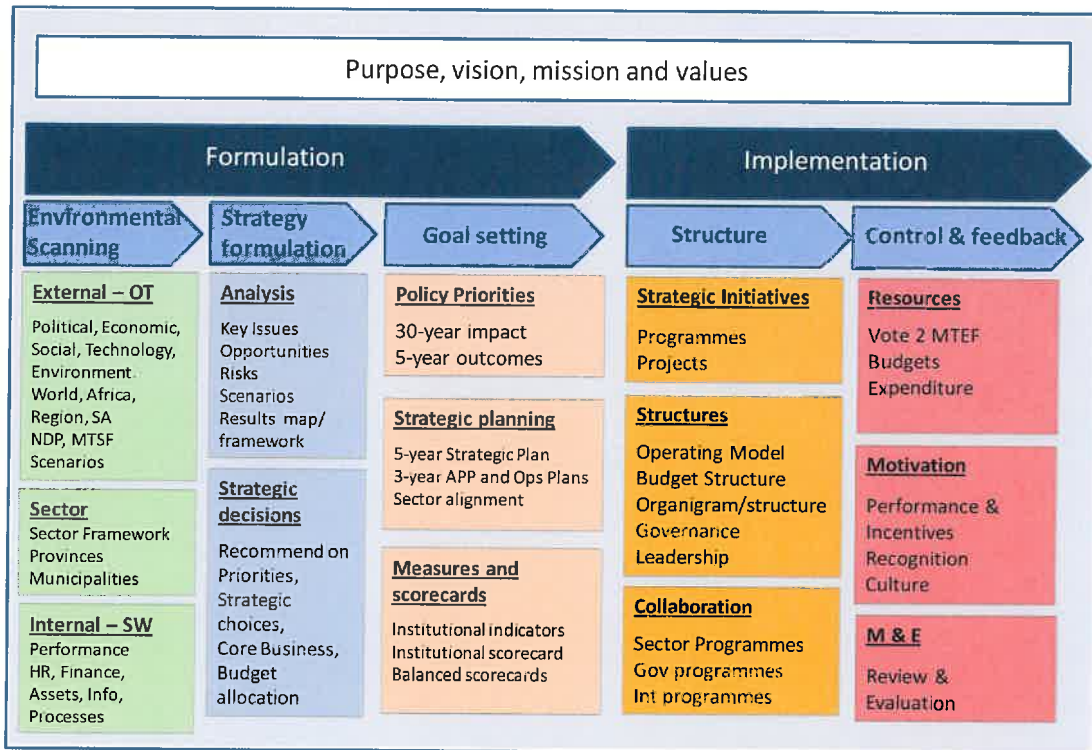 Purpose, vision, mission and values
Formulation
Implementation
Environmental
Scanning
Strategy
formulation
Goal setting
Structure
Control & feedback
External – OT
Political, Economic,
Social, Technology,
Environment
World, Africa,
Region, SA
NDP, MTSF
Scenarios
Sector
Sector Framework
Provinces
Municipalities
Internal – SW
Performance
HR, Finance,
Assets, Info,
Processes
Analysis
Key Issues
Opportunities
Risks
Scenarios
Results map/
framework
Strategic
decisions
Recommend on
Priorities,
Strategic
choices,
Core Business,
Budget
allocation
Policy Priorities
30-year impact
5-year outcomes
Strategic planning
5-year Strategic Plan
3-year APP and Ops Plans
Sector alignment
Measures and
scorecards
Institutional indicators
Institutional scorecard
Balanced scorecards
Strategic Initiatives
Programmes
Projects
Structures
Operating Model
Budget Structure
Organigram/structure
Governance
Leadership
Collaboration
Sector Programmes
Gov programmes
Int programmes
Resources
Vote 2 MTEF
Budgets
Expenditure
Motivation
Performance &
Incentives
Recognition
Culture
M & E
Review &
Evaluation